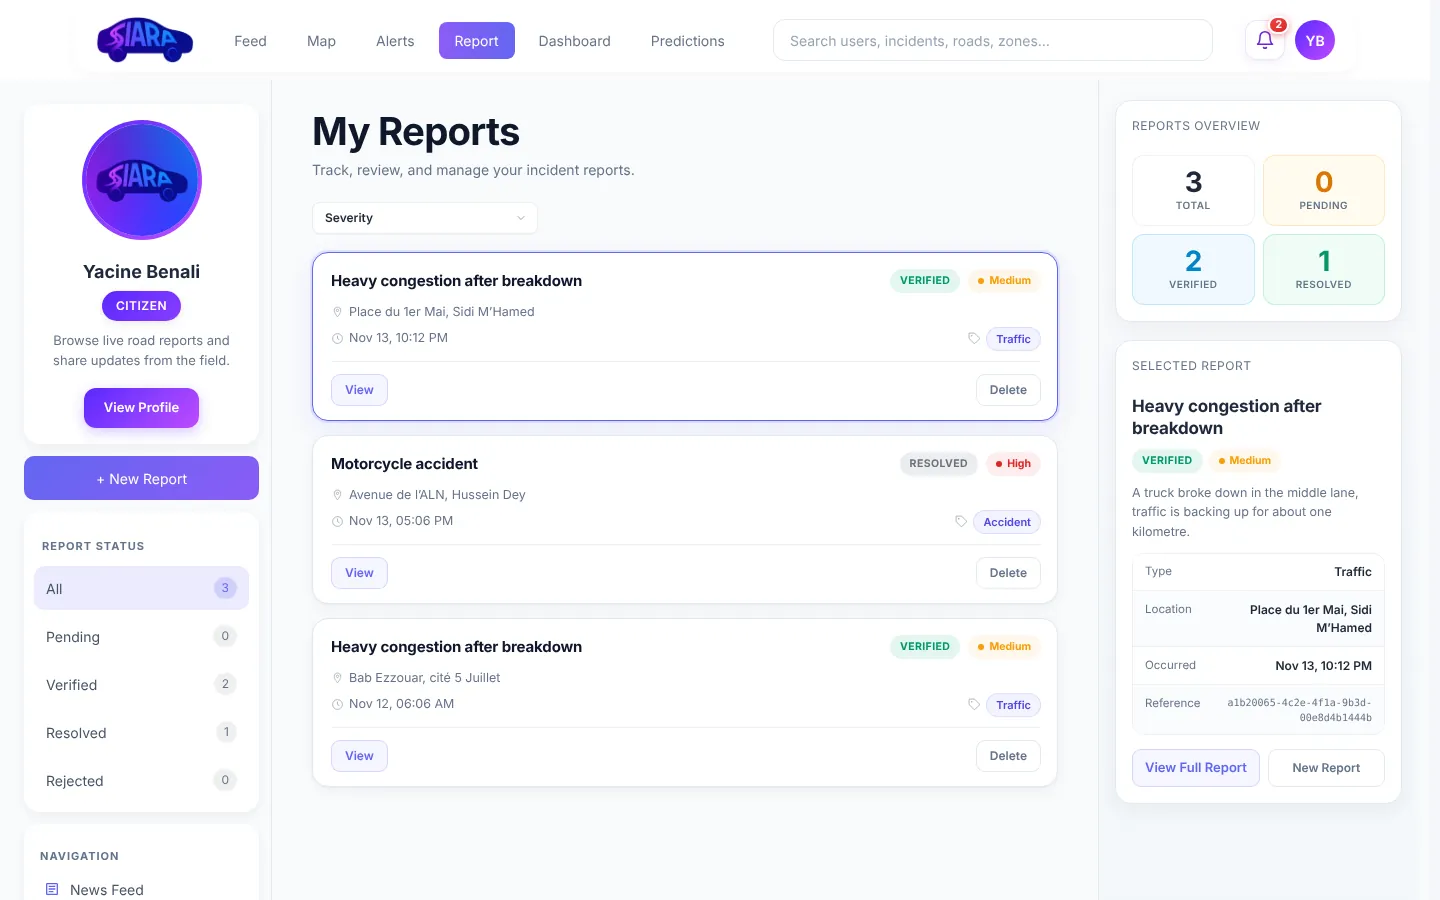 SIARA
Feed
Map
Alerts
Report
Dashboard
Predictions
Search users, incidents, roads, zones...
2
YB
SIARA
Yacine Benali
CITIZEN
Browse live road reports and
share updates from the field.
View Profile
+ New Report
REPORT STATUS
All 3
Pending 0
Verified 2
Resolved 1
Rejected 0
NAVIGATION
News Feed
My Reports
Track, review, and manage your incident reports.
Severity
Heavy congestion after breakdown
VERIFIED
Medium
Place du 1er Mai, Sidi M'Hamed
Nov 13, 10:12 PM
Traffic
View
Delete
Motorcycle accident
RESOLVED
High
Avenue de l'ALN, Hussein Dey
Nov 13, 05:06 PM
Accident
View
Delete
Heavy congestion after breakdown
VERIFIED
Medium
Bab Ezzouar, cité 5 Juillet
Nov 12, 06:06 AM
Traffic
View
Delete
REPORTS OVERVIEW
3
TOTAL
0
PENDING
2
VERIFIED
1
RESOLVED
SELECTED REPORT
Heavy congestion after
breakdown
VERIFIED
Medium
A truck broke down in the middle lane,
traffic is backing up for about one
kilometre.
Type Traffic
Location Place du 1er Mai, Sidi
M'Hamed
Occurred Nov 13, 10:12 PM
Reference a1b20065-4c2e-4f1a-9b3d-
00e8d4b1444b
View Full Report
New Report